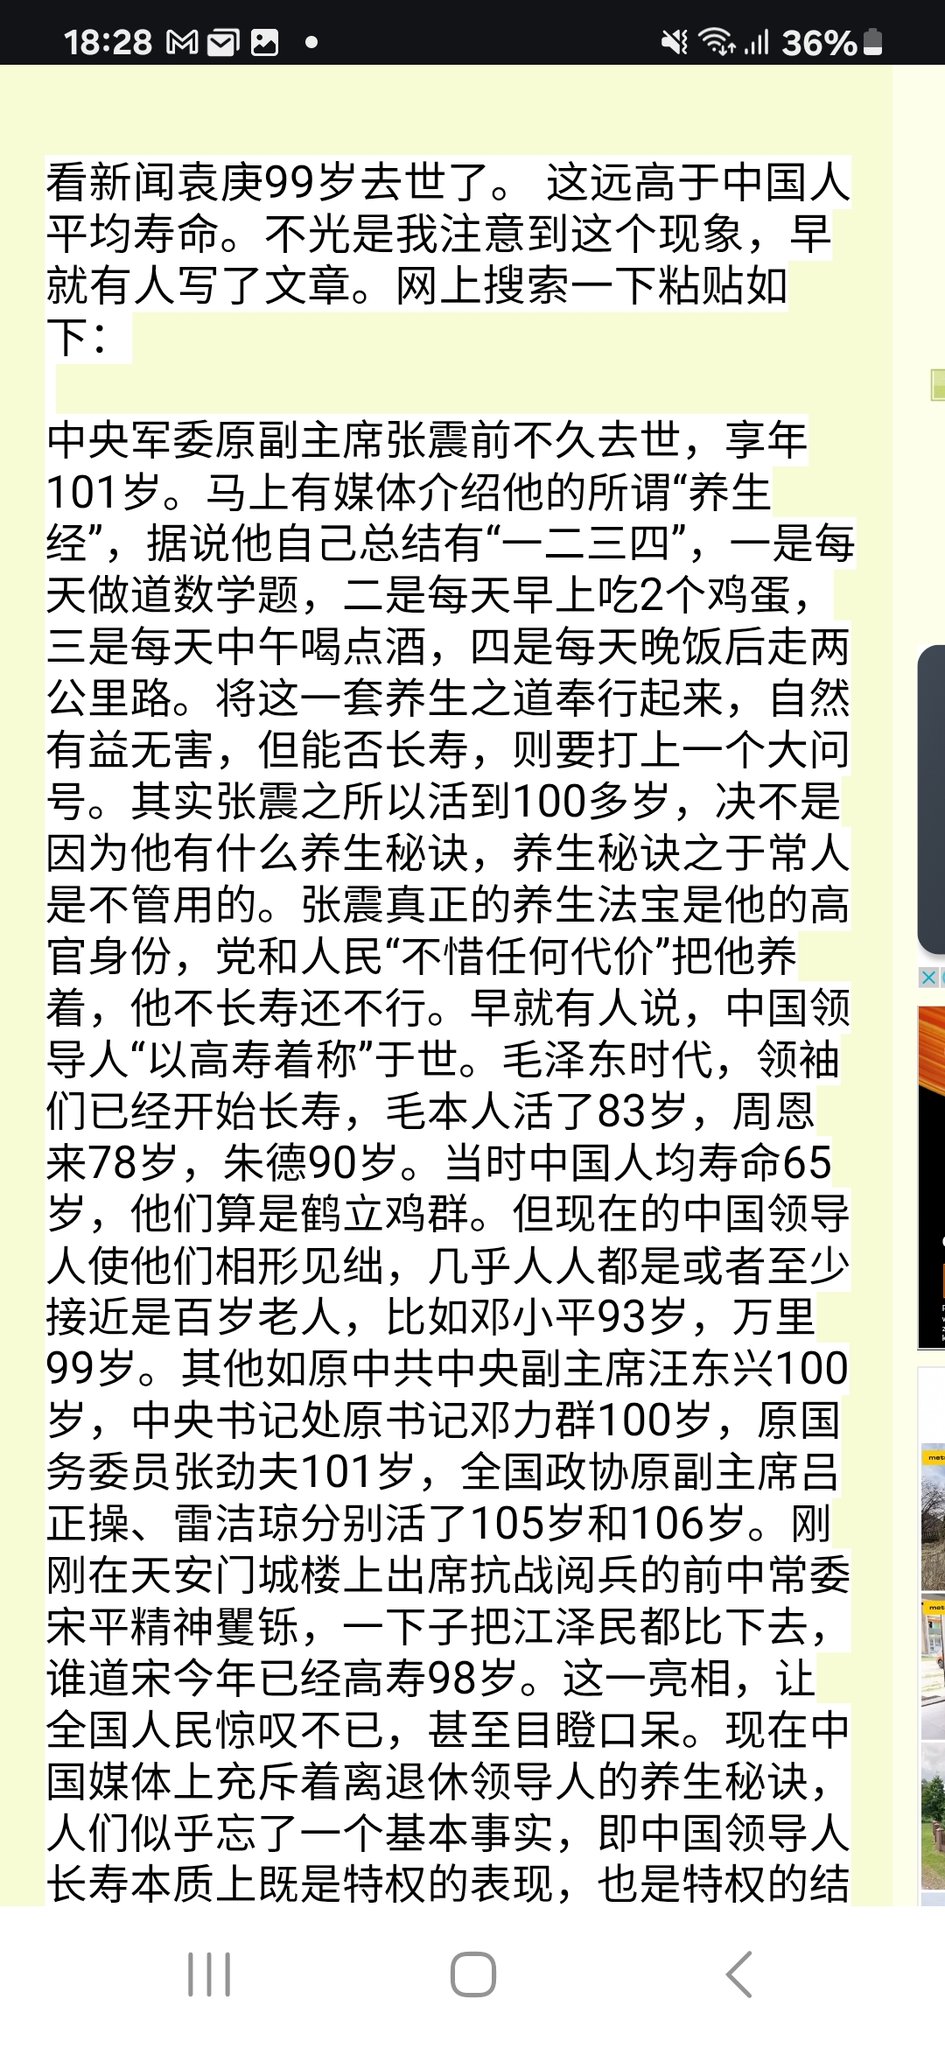 18:28
36%
看新闻袁庚99岁去世了。 这远高于中国人
平均寿命。不光是我注意到这个现象，早
就有人写了文章。网上搜索一下粘贴如
下：
中央军委原副主席张震前不久去世，享年
101岁。马上有媒体介绍他的所谓“养生
经”，据说他自己总结有“一二三四”，一是每
天做道数学题，二是每天早上吃2个鸡蛋，
三是每天中午喝点酒，四是每天晚饭后走两
公里路。将这一套养生之道奉行起来，自然
有益无害，但能否长寿，则要打上一个大问
号。其实张震之所以活到100多岁，决不是
因为他有什么养生秘诀，养生秘诀之于常人
是不管用的。张震真正的养生法宝是他的高
官身份，党和人民“不惜任何代价”把他养
着，他不长寿还不行。早就有人说，中国领
导人“以高寿着称”于世。毛泽东时代，领袖
们已经开始长寿，毛本人活了83岁，周恩
来78岁，朱德90岁。当时中国人均寿命65
岁，他们算是鹤立鸡群。但现在的中国领导
人使他们相形见绌，几乎人人都是或者至少
接近是百岁老人，比如邓小平93岁，万里
99岁。其他如原中共中央副主席汪东兴100
岁，中央书记处原书记邓力群100岁，原国
务委员张劲夫101岁，全国政协原副主席吕
正操、雷洁琼分别活了105岁和106岁。刚
刚在天安门城楼上出席抗战阅兵的前中常委
宋平精神矍铄，一下子把江泽民都比下去，
谁道宋今年已经高寿98岁。这一亮相，让
全国人民惊叹不已，甚至目瞪口呆。现在中
国媒体上充斥着离退休领导人的养生秘诀，
人们似乎忘了一个基本事实，即中国领导人
长寿本质上既是特权的表现，也是特权的结